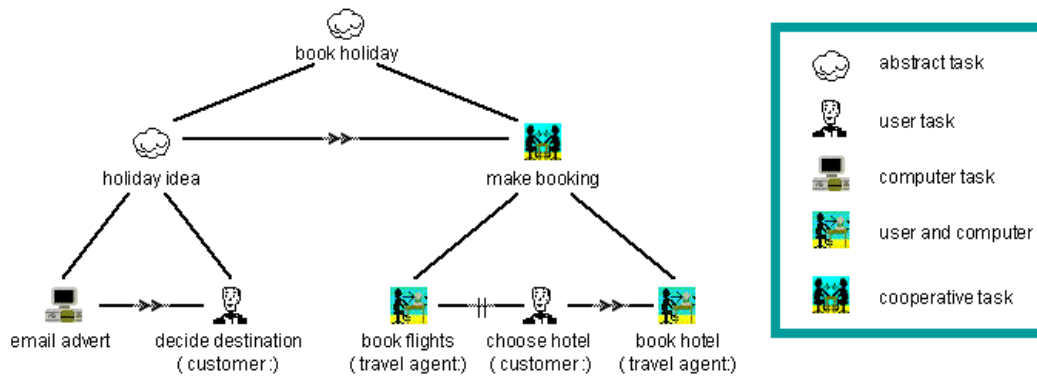 book holiday
holiday idea
make booking
email advert
decide destination
( customer :)
book flights
( travel agent:)
choose hotel
( customer :)
book hotel
( travel agent:)
abstract task
user task
computer task
user and computer
cooperative task